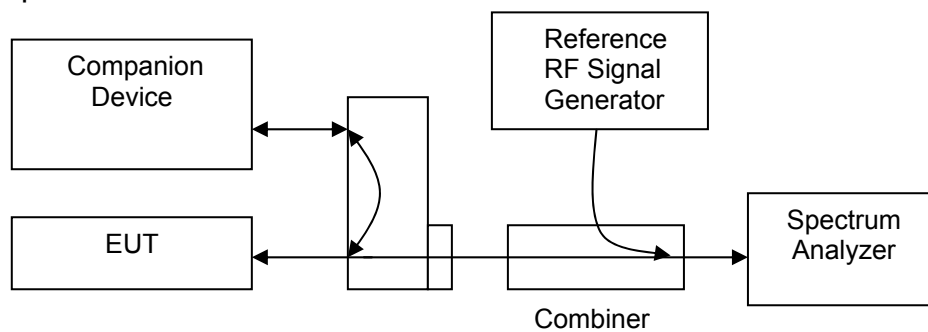 Companion
Device
Reference
RF Signal
Generator
EUT
Spectrum
Analyzer
Combiner